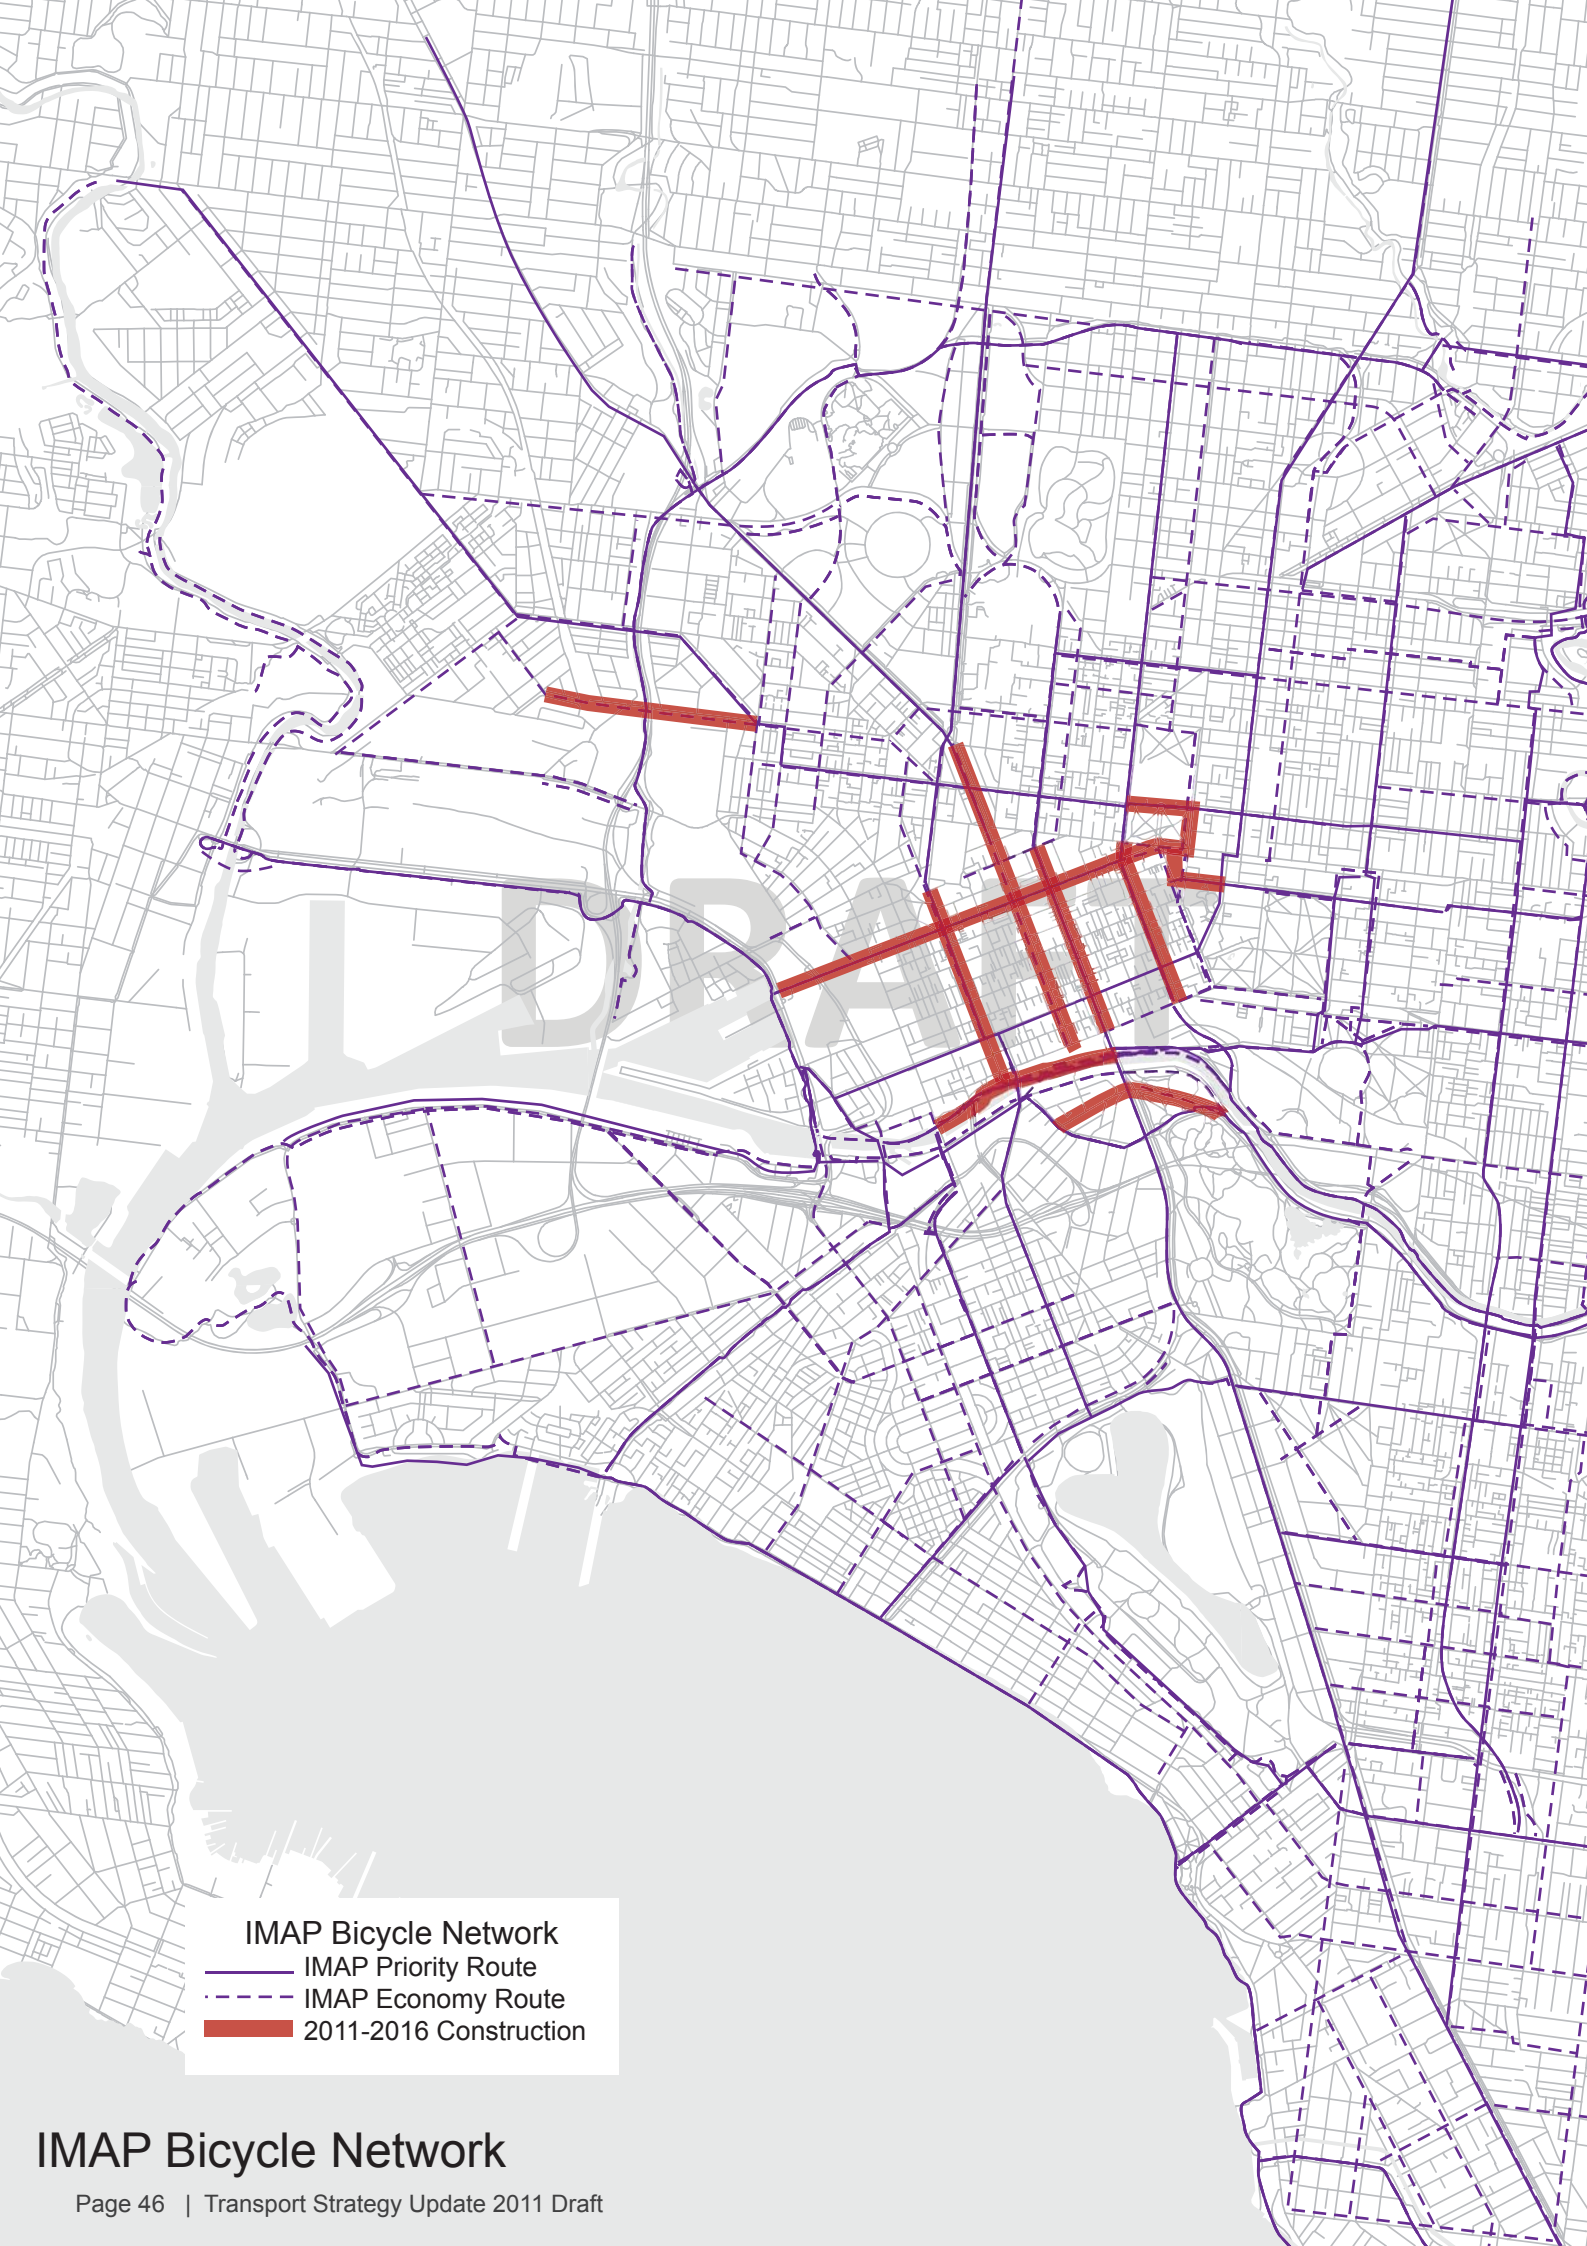 DRAFT
IMAP Bicycle Network
IMAP Priority Route
IMAP Economy Route
2011-2016 Construction
IMAP Bicycle Network
Page 46 | Transport Strategy Update 2011 Draft